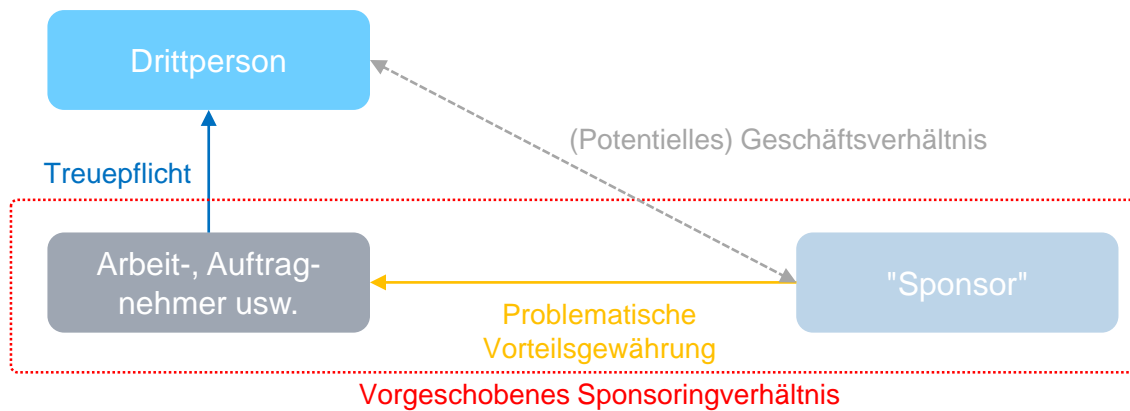 Drittperson
(Potentielles) Geschäftsverhältnis
Treuepflicht
Arbeit-, Auftrag-
nehmer usw.
"Sponsor"
Problematische
Vorteilsgewährung
Vorgeschobenes Sponsoringverhältnis